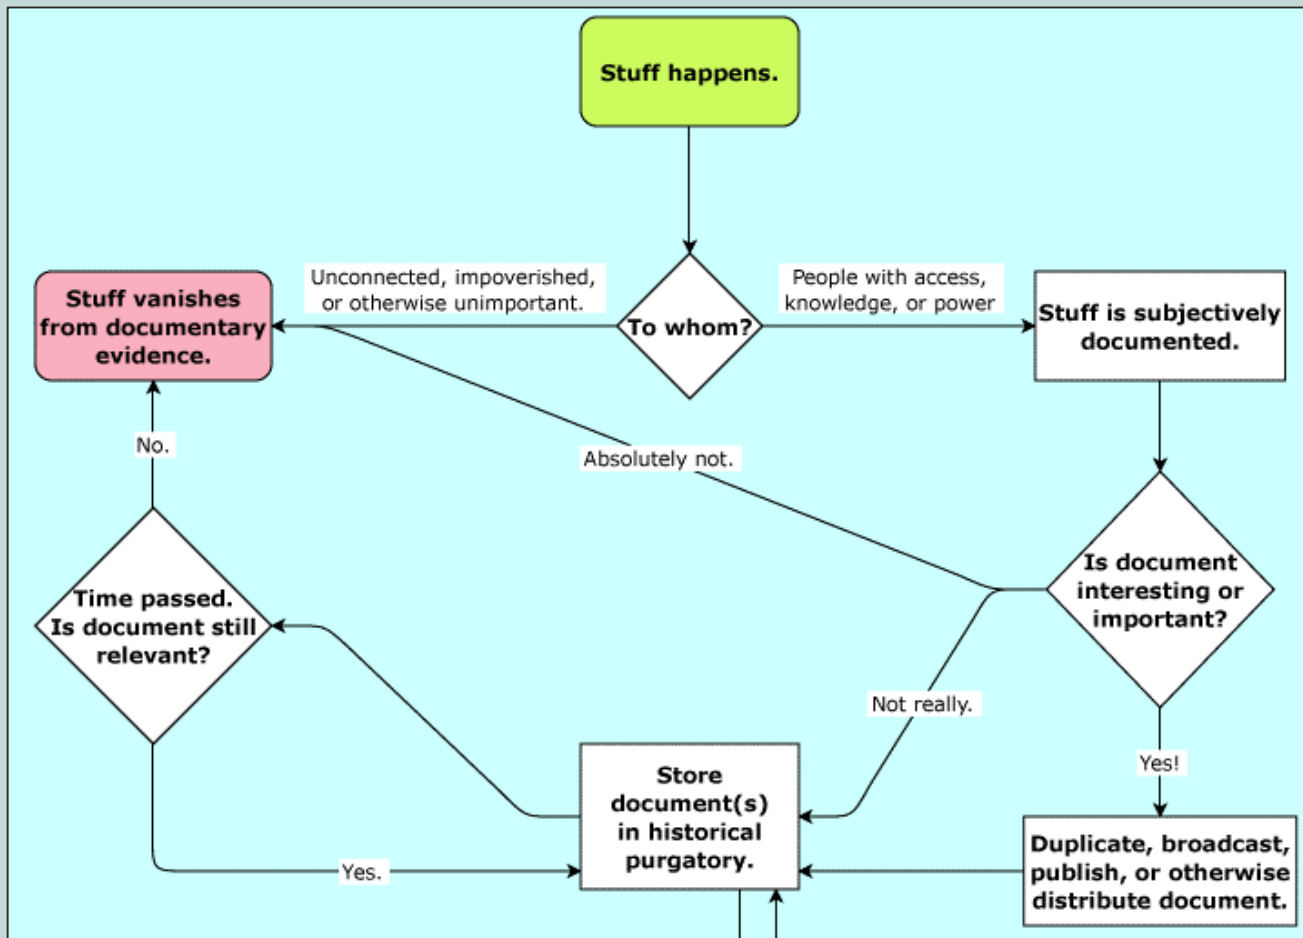 Stuff happens.
Unconnected, impoverished,
or otherwise unimportant.
People with access,
knowledge, or power
Stuff vanishes
from documentary
evidence.
To whom?
Stuff is subjectively
documented.
No.
Absolutely not.
Is document
interesting or
important?
Time passed.
Is document still
relevant?
Not really.
Yes!
Store
document(s)
in historical
purgatory.
Duplicate, broadcast,
publish, or otherwise
distribute document.
Yes.